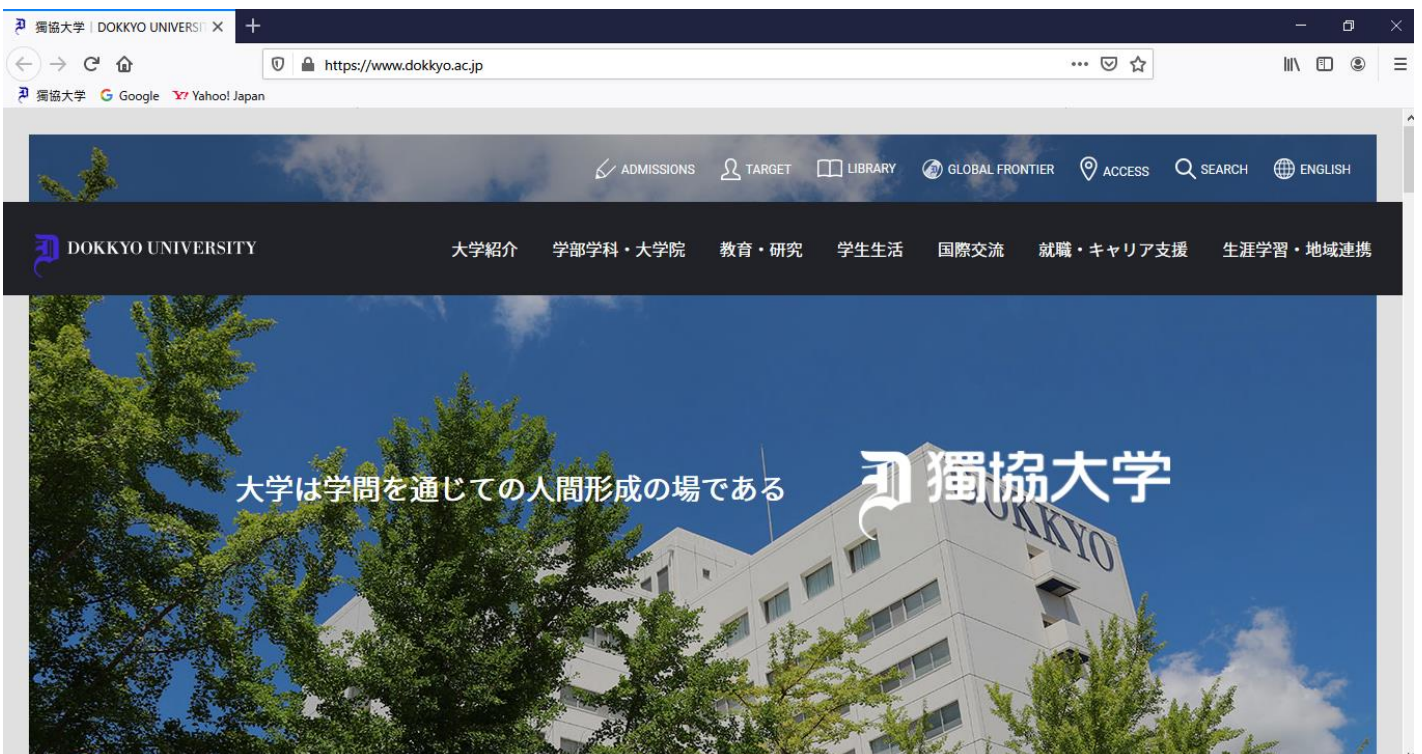 獨協大学 | DOKKYO UNIVERSI
https://www.dokkyo.ac.jp
獨協大学 Google Yahoo! Japan
ADMISSIONS TARGET LIBRARY GLOBAL FRONTIER ACCESS SEARCH ENGLISH
DOKKYO UNIVERSITY 大学紹介 学部学科・大学院 教育・研究 学生生活 国際交流 就職・キャリア支援 生涯学習・地域連携
大学は学問を通じての人間形成の場である
獨協大学
DOKKYO